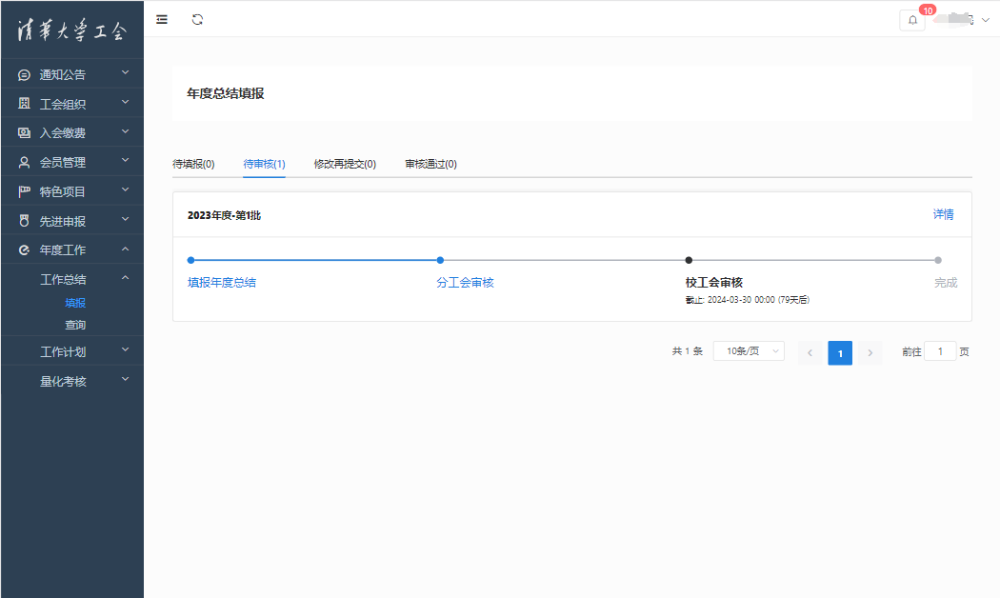 清华大学工会
10
通知公告
工会组织
入会缴费
会员管理
特色项目
先进申报
年度工作
工作总结
填报
查询
工作计划
量化考核
年度总结填报
待填报(0) 待审核(1) 修改再提交(0) 审核通过(0)
2023年度-第1批 详情
填报年度总结 分工会审核 校工会审核 完成
截止: 2024-03-30 00:00 (79天后)
共 1 条 10条/页 1 前往 1 页